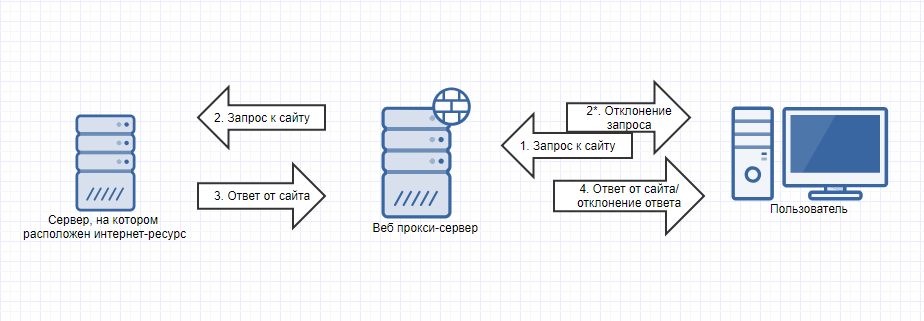 2. Запрос к сайту
3. Ответ от сайта
Сервер, на котором
расположен интернет-ресурс
Веб прокси-сервер
2*. Отклонение
запроса
1. Запрос к сайту
4. Ответ от сайта/
отклонение ответа
Пользователь